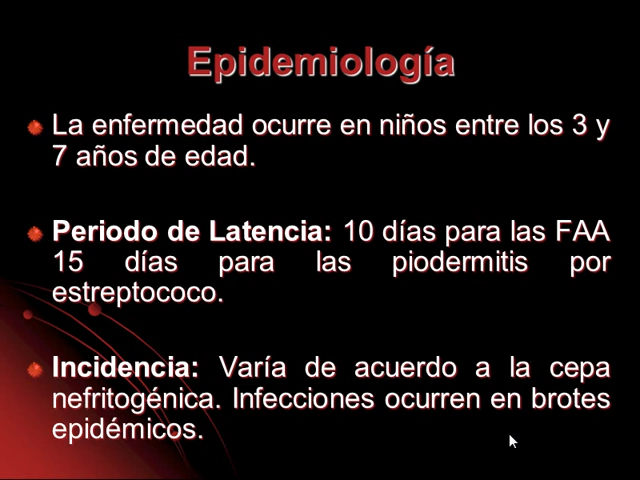 Epidemiología
La enfermedad ocurre en niños entre los 3 y
7 años de edad.
Periodo de Latencia: 10 días para las FAA
15 días para las piodermitis por
estreptococo.
Incidencia: Varía de acuerdo a la cepa
nefritogénica. Infecciones ocurren en brotes
epidémicos.